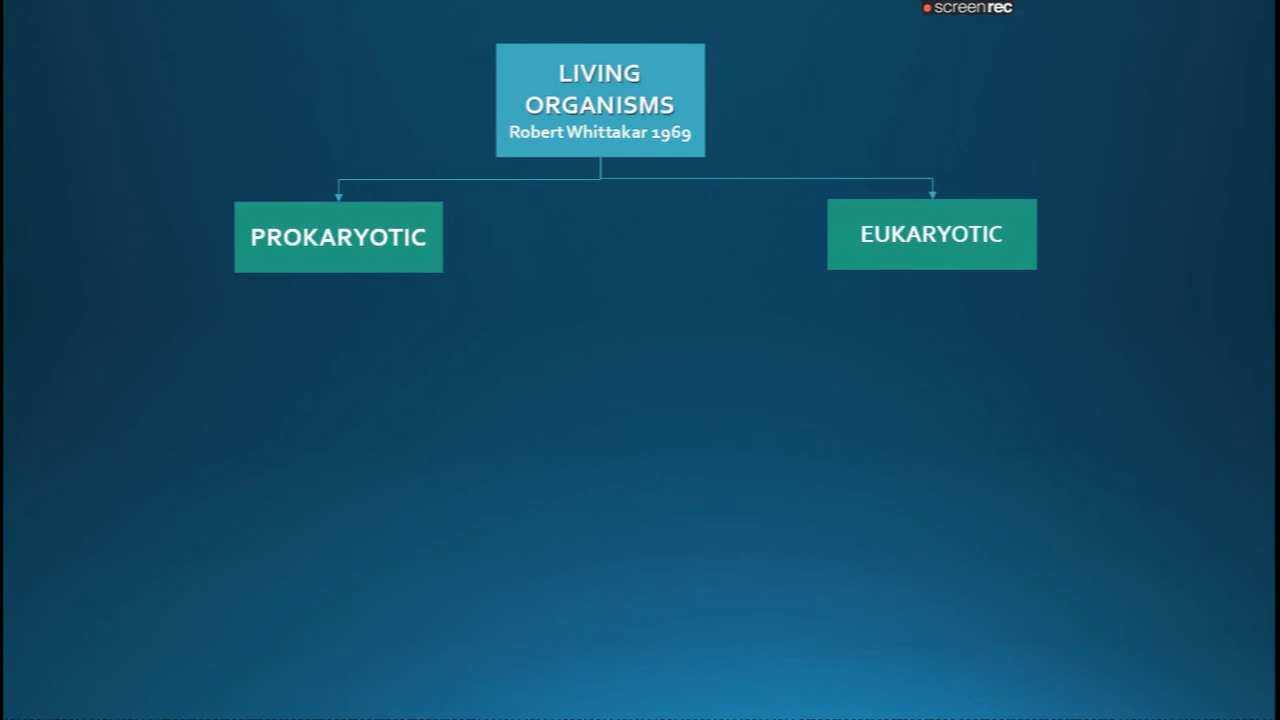 screenrec
LIVING
ORGANISMS
Robert Whittakar 1969
PROKARYOTIC
EUKARYOTIC